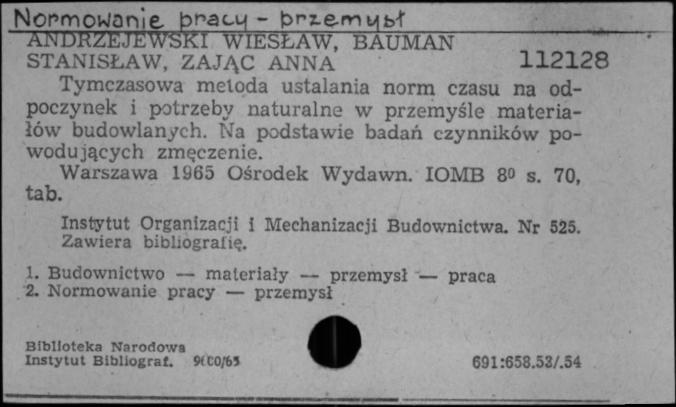 Normowanie pracy - przemysł
ANDRZEJEWSKI WIESŁAW, BAUMAN
STANISŁAW, ZAJĄC ANNA 112128
Tymczasowa metoda ustalania norm czasu na od-
poczynek i potrzeby naturalne w przemyśle materia-
łów budowlanych. Na podstawie badań czynników po-
wodujących zmęczenie.
Warszawa 1965 Ośrodek Wydawn. IOMB 8º s. 70,
tab.
Instytut Organizacji i Mechanizacji Budownictwa. Nr 525.
Zawiera bibliografię.
1. Budownictwo — materiały — przemysł — praca
2. Normowanie pracy — przemysł
Biblioteka Narodowa
Instytut Bibliograf. 691:658.53/.54